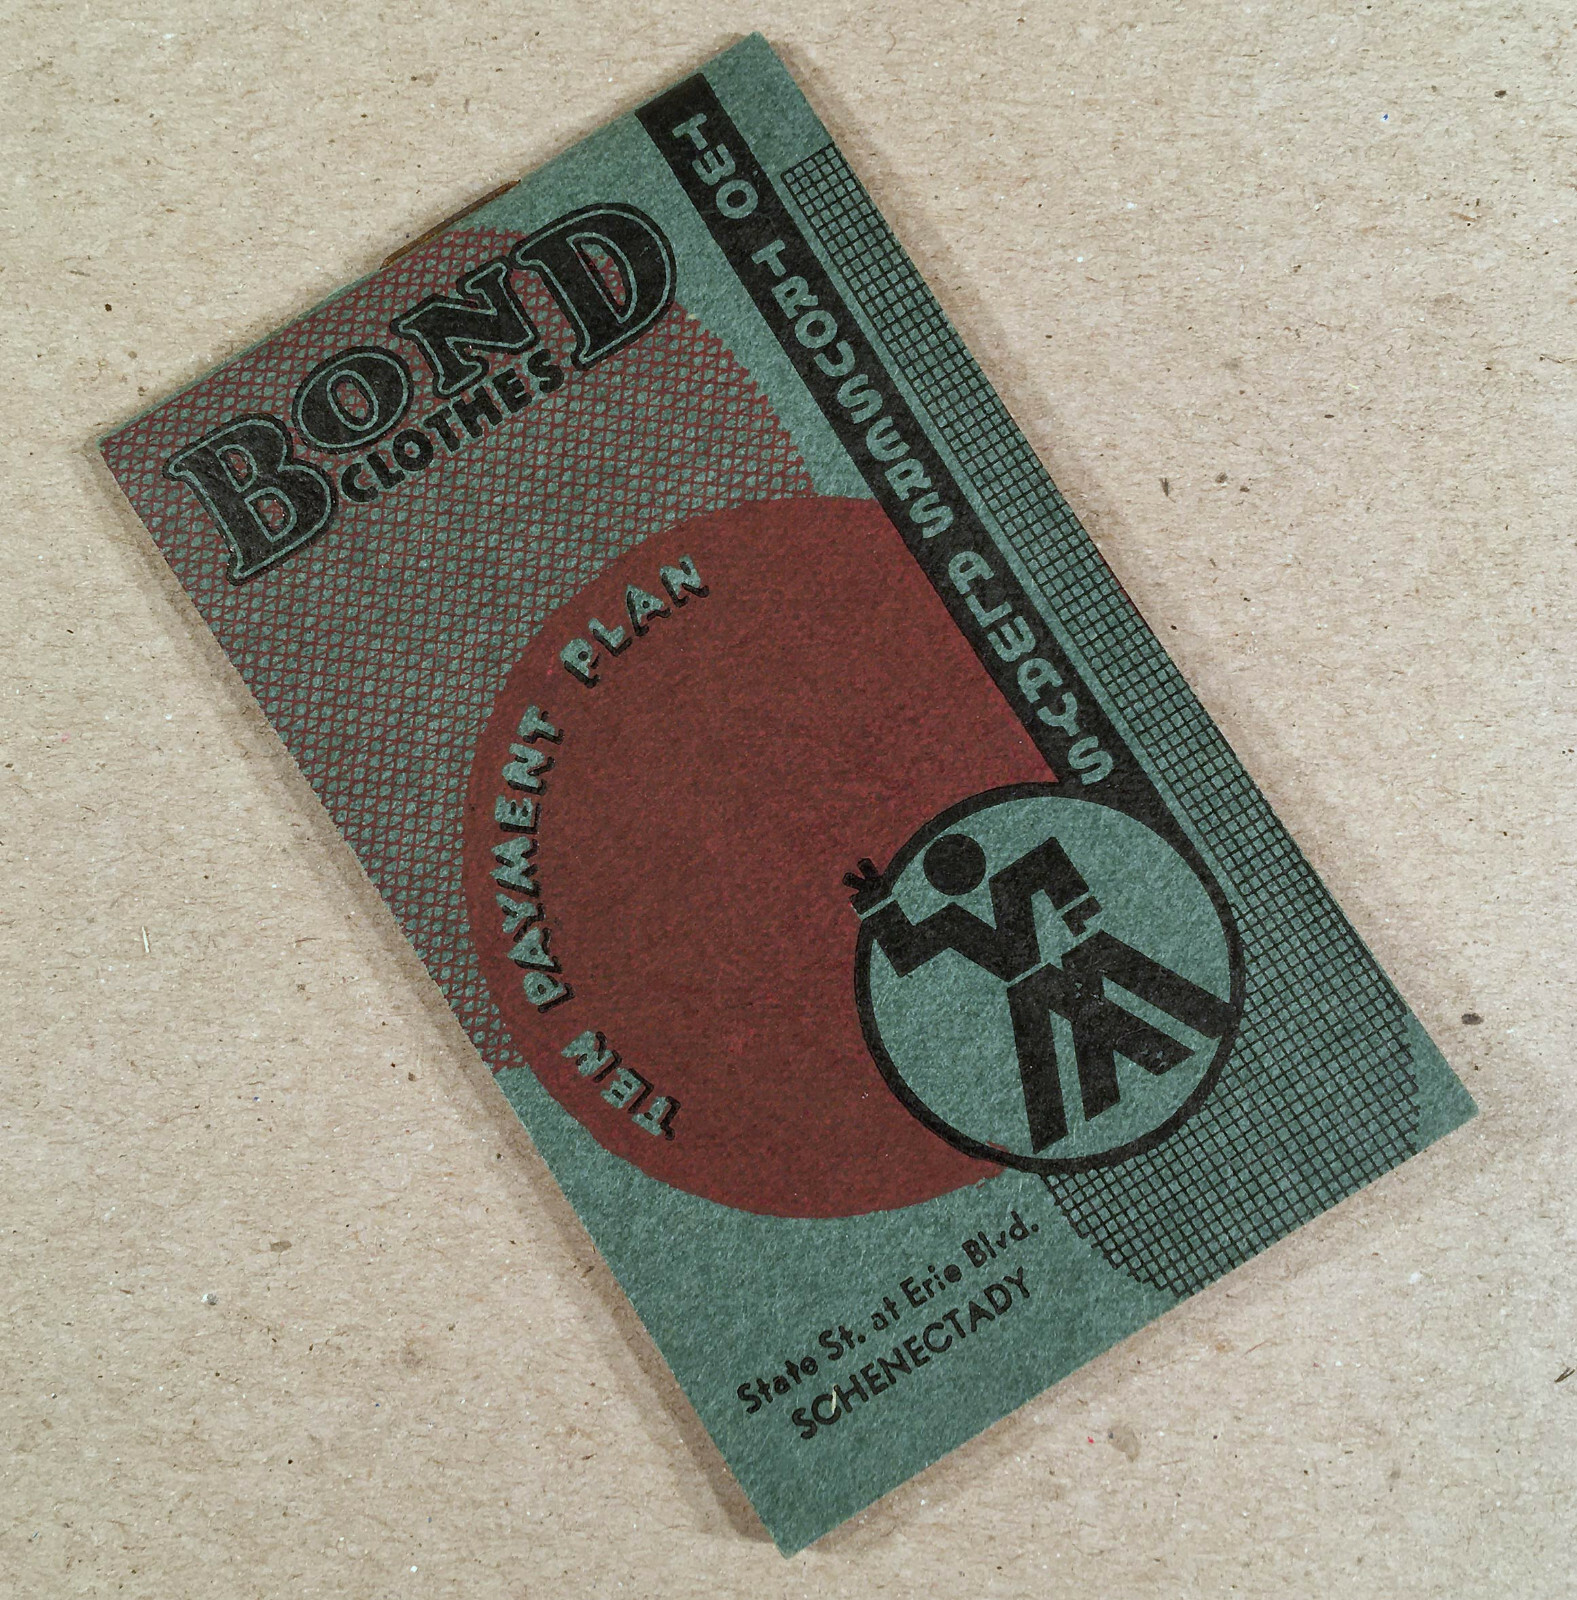 BOND
CLOTHES
TWO TROUSERS ALWAYS
TEN PAYMENT PLAN
State St. at Erie Blvd.
SCHENECTADY